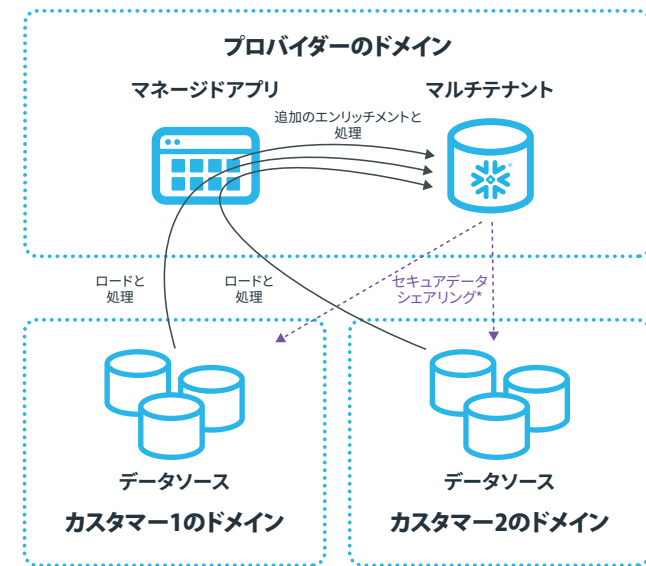 プロバイダーのドメイン
マネージドアプリ
マルチテナント
追加のエンリッチメントと
処理
ロードと
処理
ロードと
処理
セキュアデータ
シェアリング*
データソース
カスタマー1のドメイン
データソース
カスタマー2のドメイン